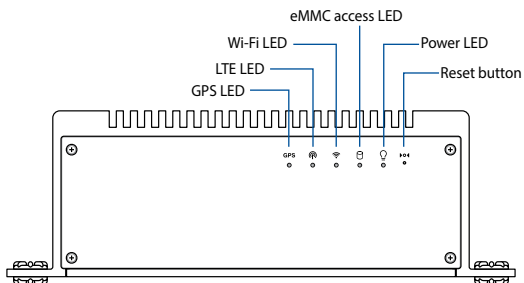 eMMC access LED
Wi-Fi LED
Power LED
LTE LED
Reset button
GPS LED
GPS